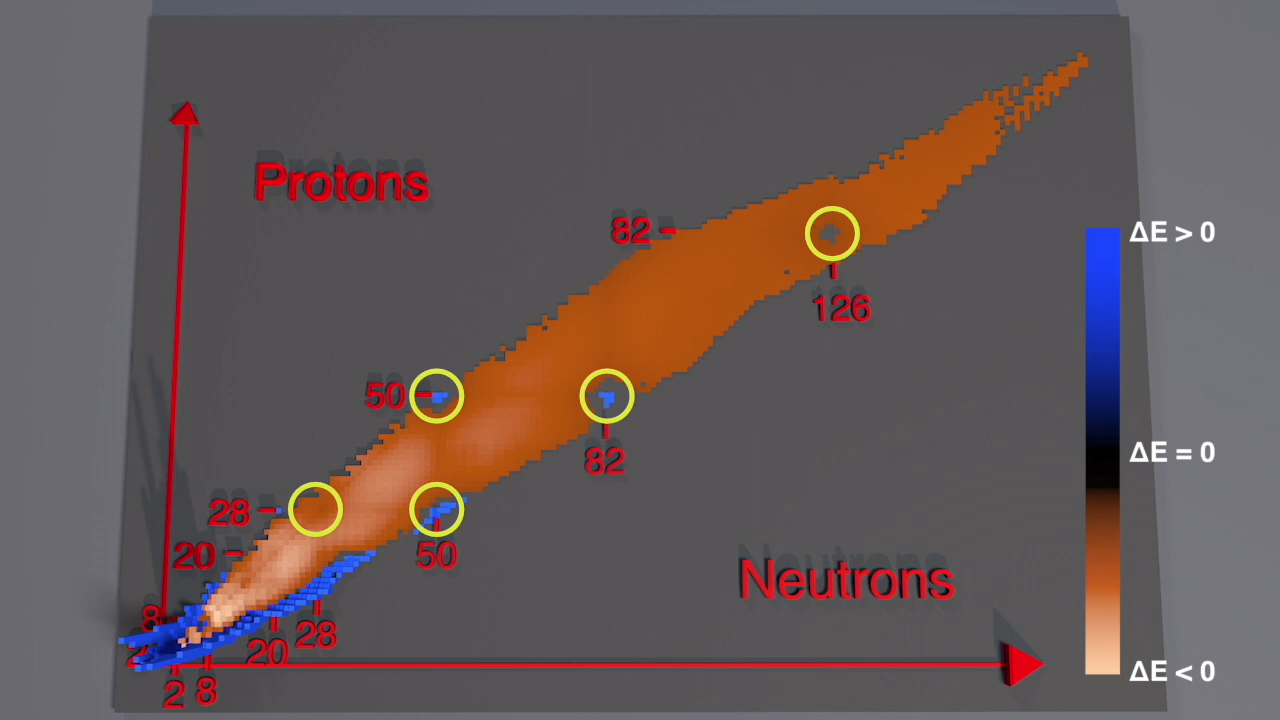 Protons
82
ΔE > 0
126
50
82
ΔE = 0
28
20
50
Neutrons
8
28
20
2
2
8
ΔE < 0